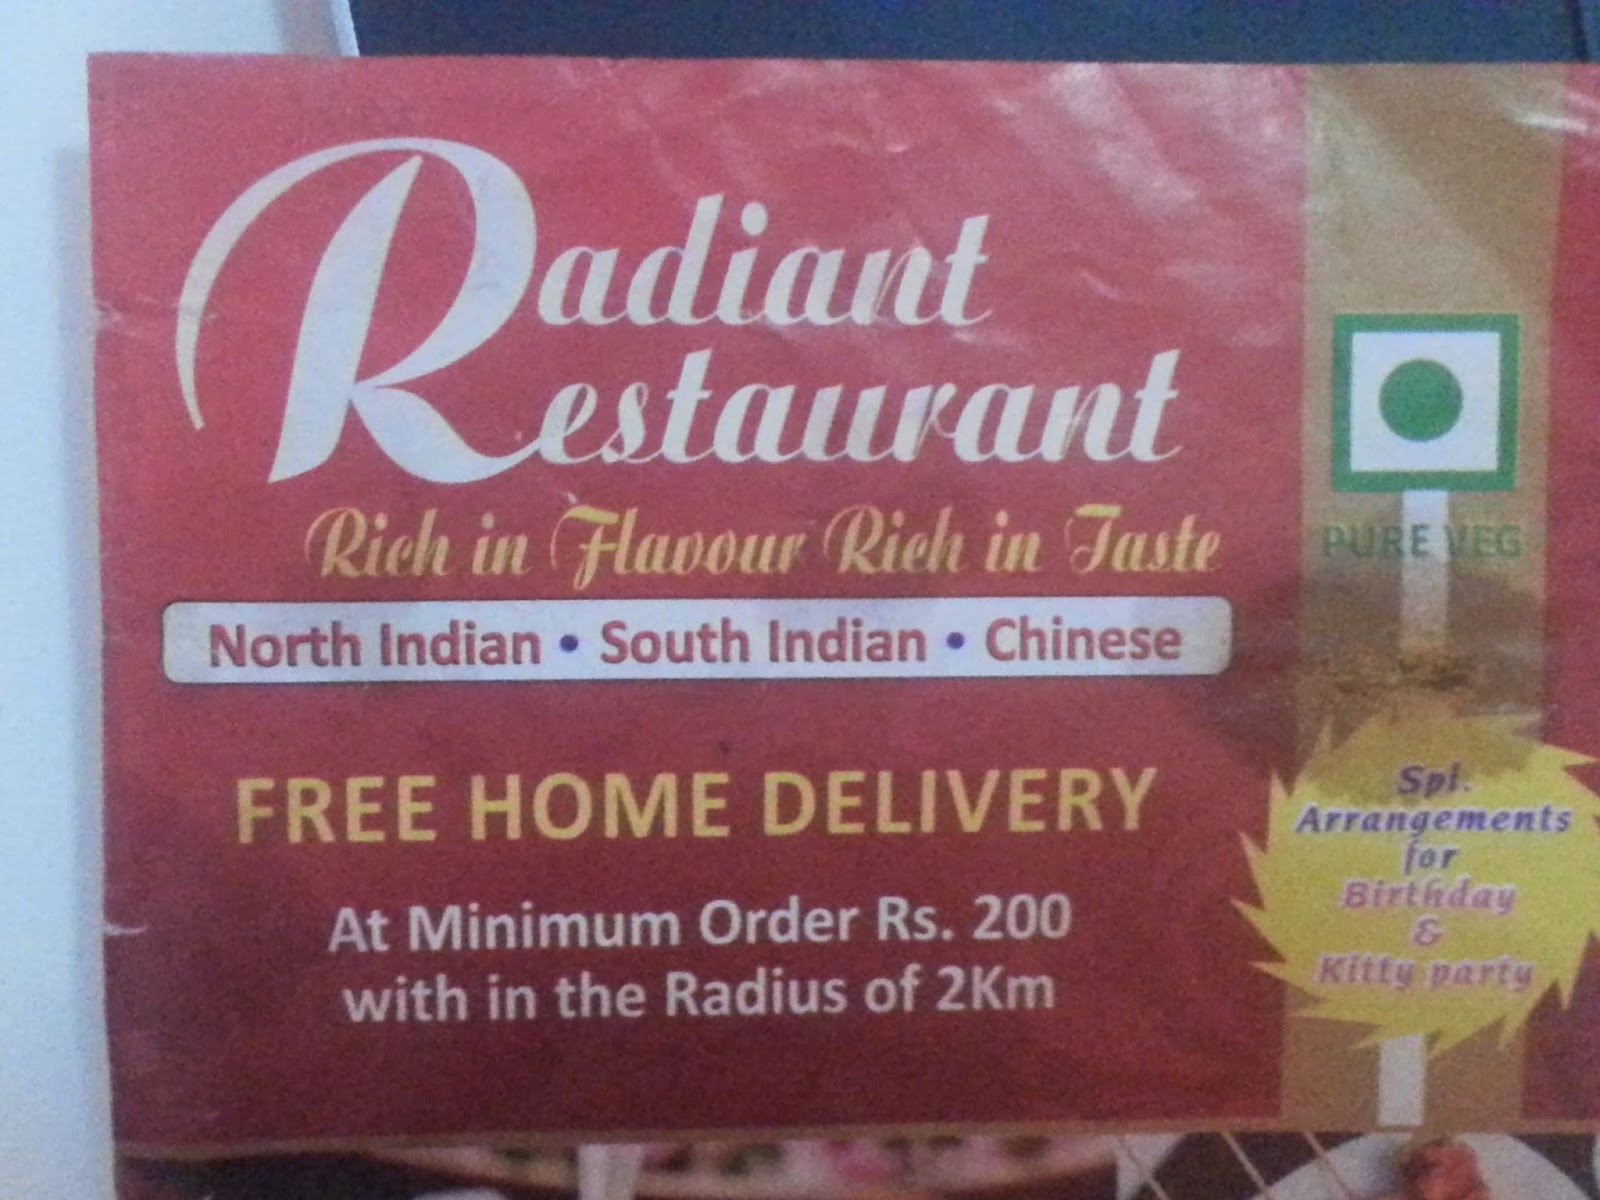 Radiant
Restaurant
Rich in Flavour Rich in Taste
North Indian • South Indian • Chinese
FREE HOME DELIVERY
At Minimum Order Rs. 200
with in the Radius of 2Km
PURE VEG
Spl.
Arrangements
for
Birthday
&
Kitty party